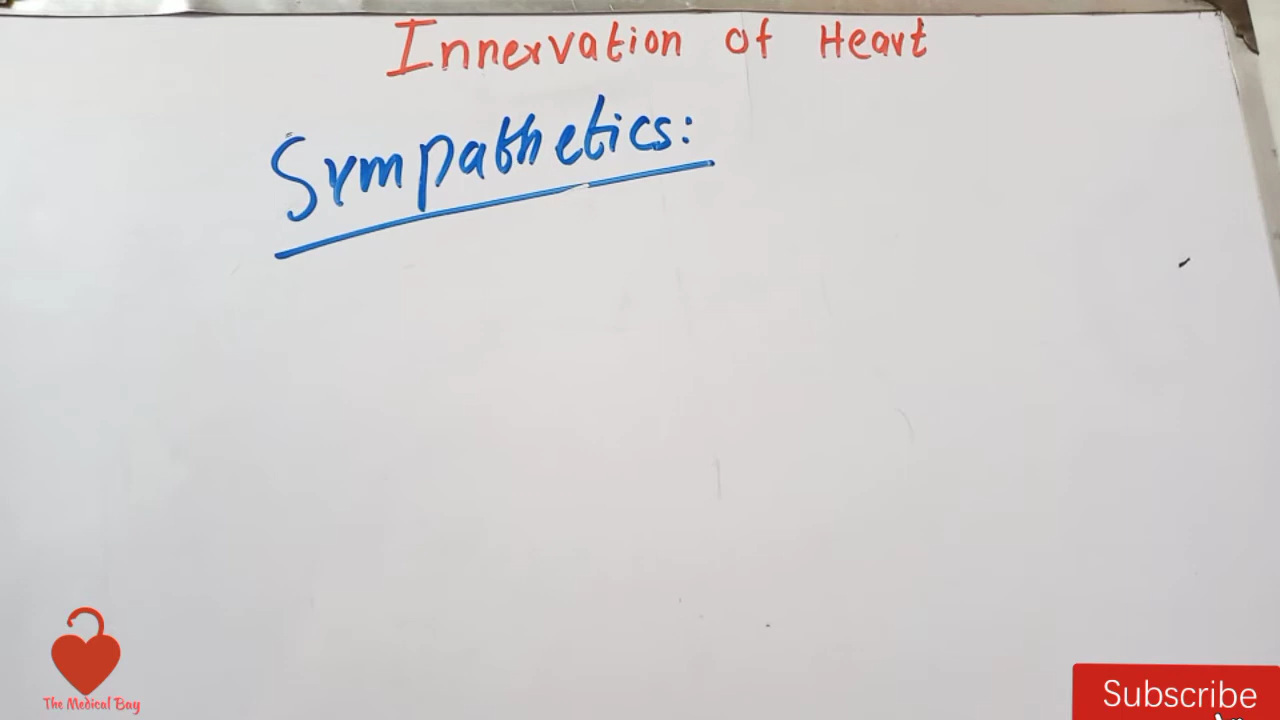 Innervation of Heart
Sympathetics:
The Medical Bay
Subscribe